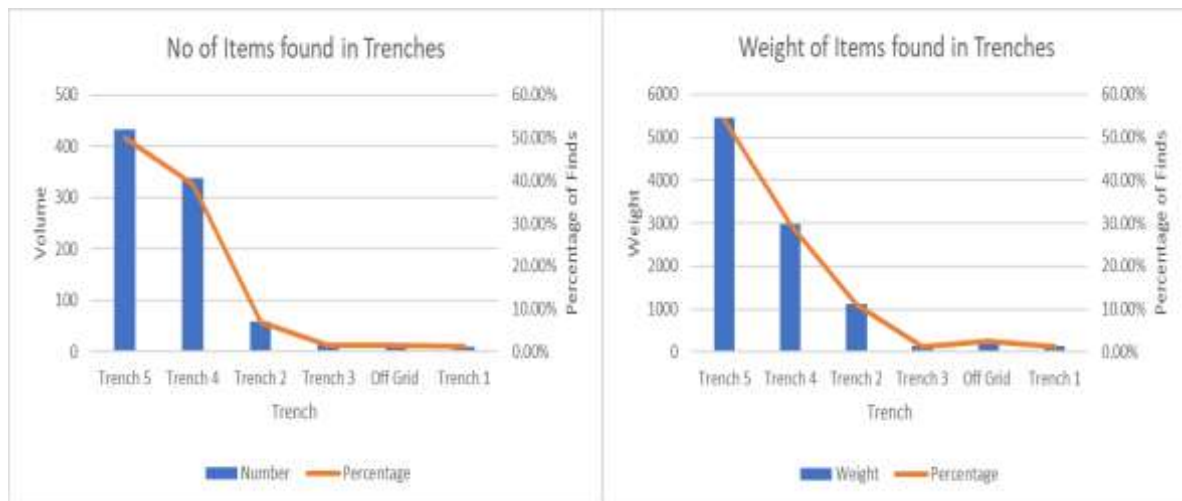 No of Items found in Trenches
500
400
300
200
100
0
Volume
60.00%
50.00%
40.00%
30.00%
20.00%
10.00%
0.00%
Percentage of Finds
Trench 5 Trench 4 Trench 2 Trench 3 Off Grid Trench 1
Trench
Number Percentage
Weight of Items found in Trenches
6000
5000
4000
3000
2000
1000
0
Weight
60.00%
50.00%
40.00%
30.00%
20.00%
10.00%
0.00%
Percentage of Finds
Trench 5 Trench 4 Trench 2 Trench 3 Off Grid Trench 1
Trench
Weight Percentage